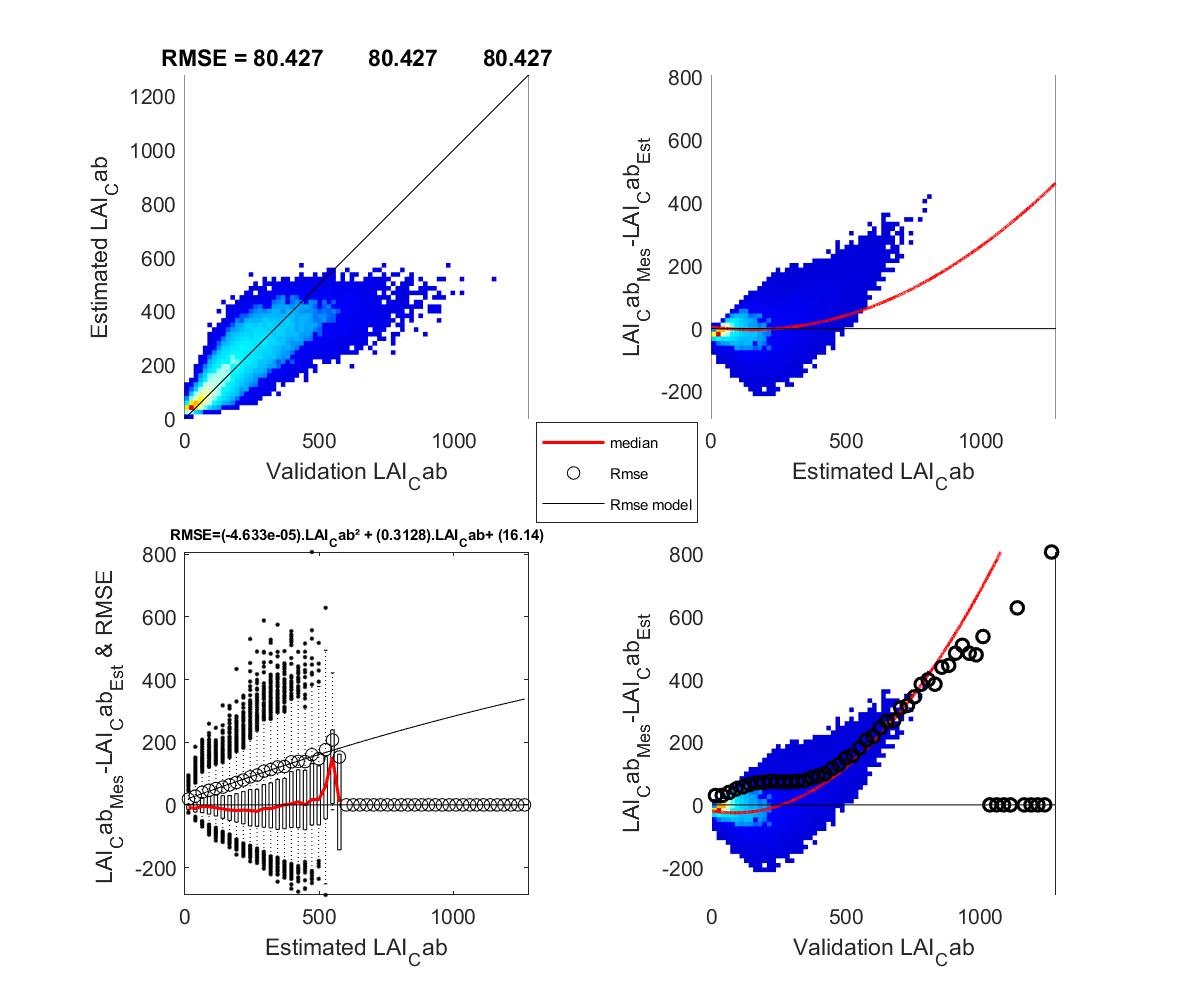 RMSE = 80.427 80.427 80.427
1200
1000
800
600
400
200
0
0 500 1000
Estimated LAI_Cab
Validation LAI_Cab
800
600
400
200
0
-200
0 500 1000
LAI_Cab_Mes-LAI_Cab_Est
Estimated LAI_Cab
median
Rmse
Rmse model
RMSE=(-4.633e-05).LAI_Cab² + (0.3128).LAI_Cab+ (16.14)
800
600
400
200
0
-200
0 500 1000
LAI_Cab_Mes-LAI_Cab_Est & RMSE
Estimated LAI_Cab
800
600
400
200
0
-200
0 500 1000
LAI_Cab_Mes-LAI_Cab_Est
Validation LAI_Cab